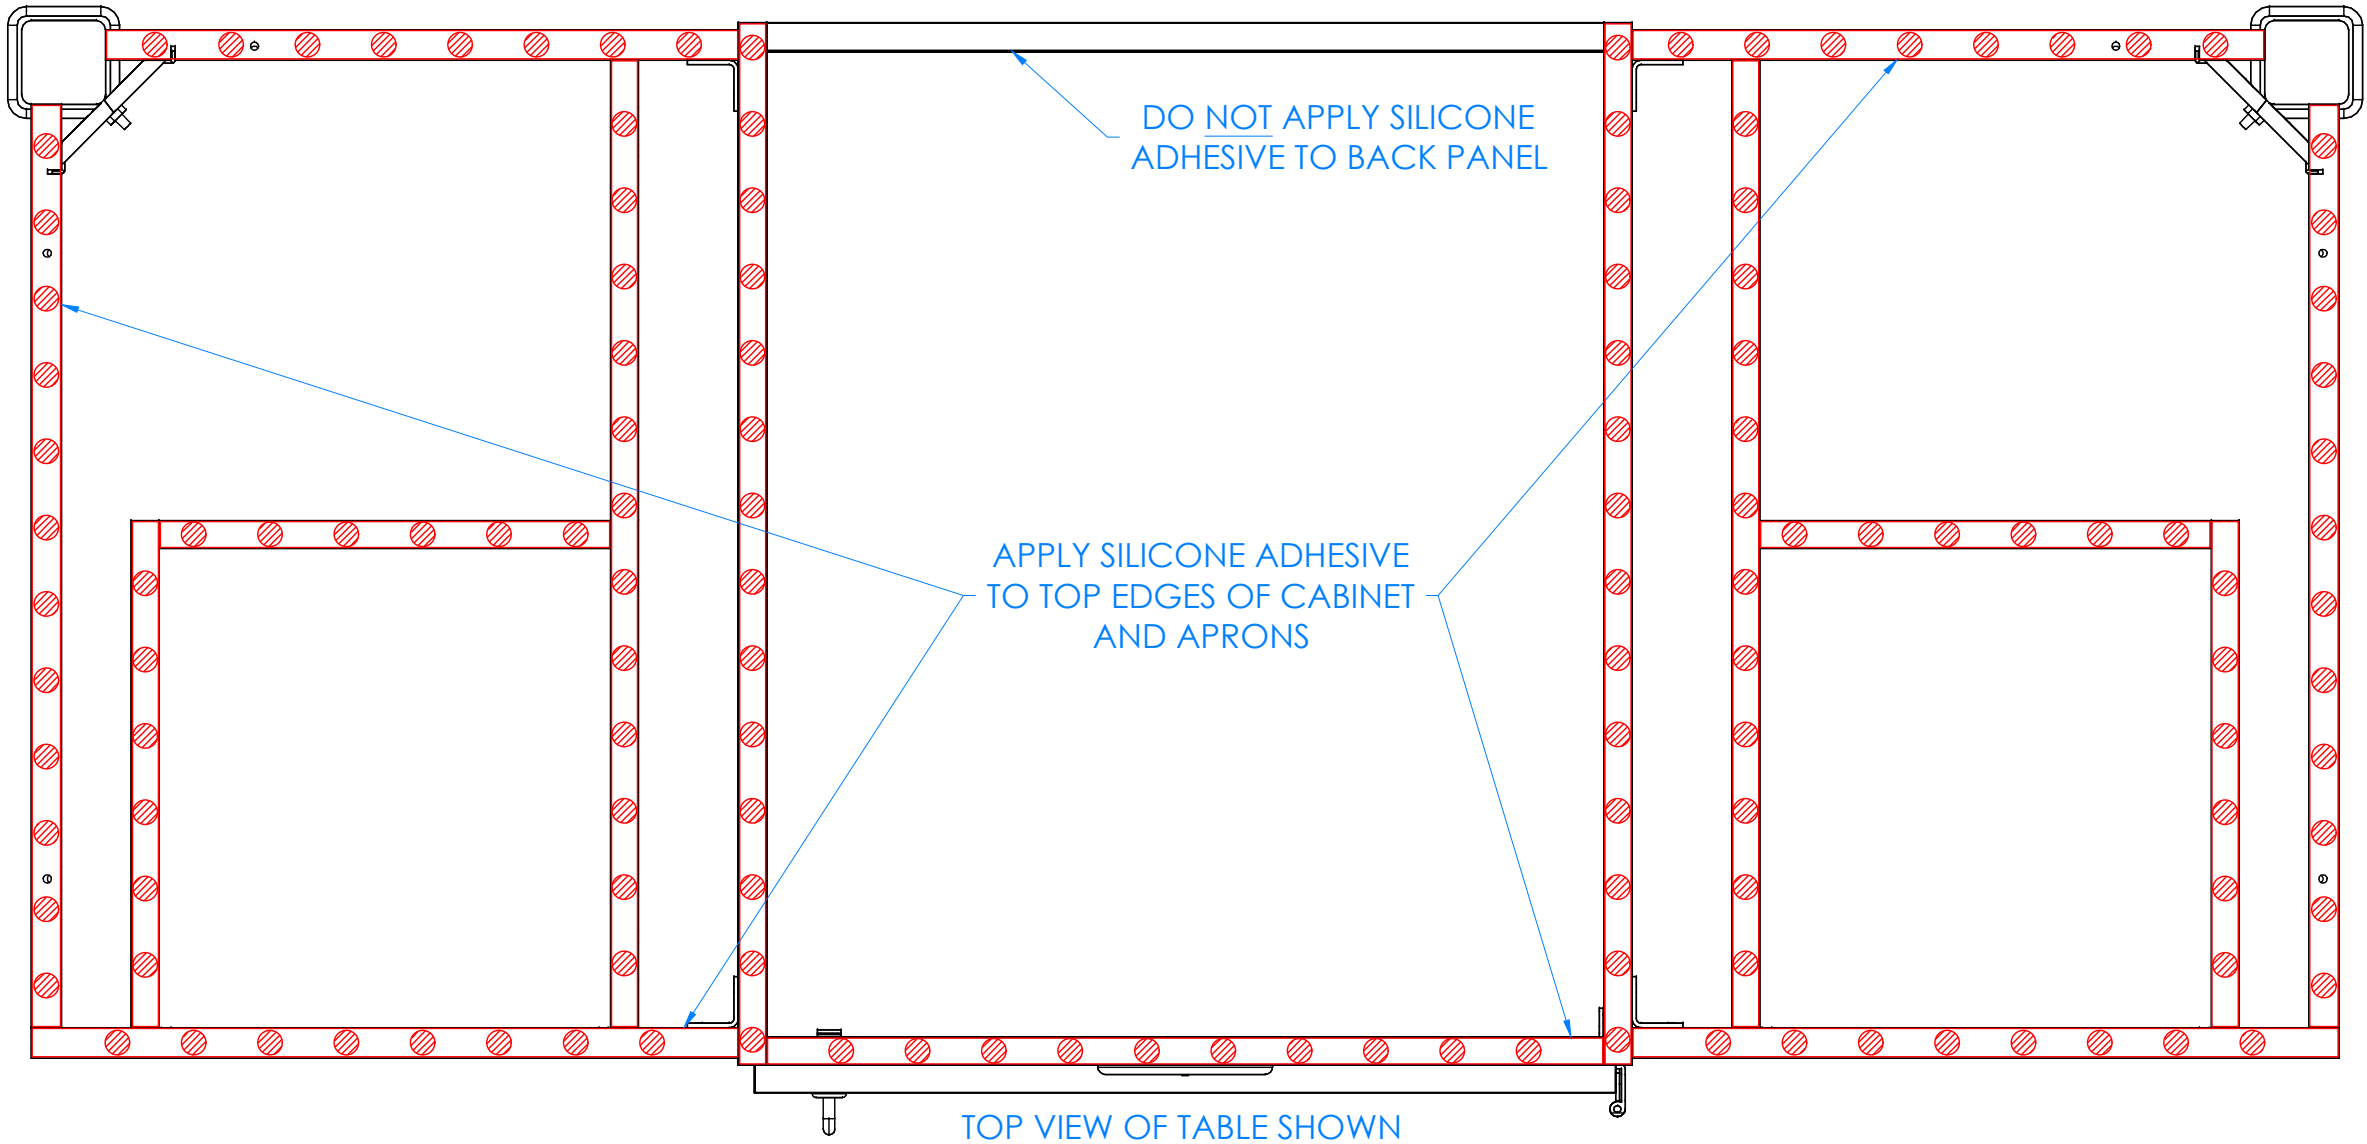 DO NOT APPLY SILICONE
ADHESIVE TO BACK PANEL
APPLY SILICONE ADHESIVE
TO TOP EDGES OF CABINET
AND APRONS
TOP VIEW OF TABLE SHOWN